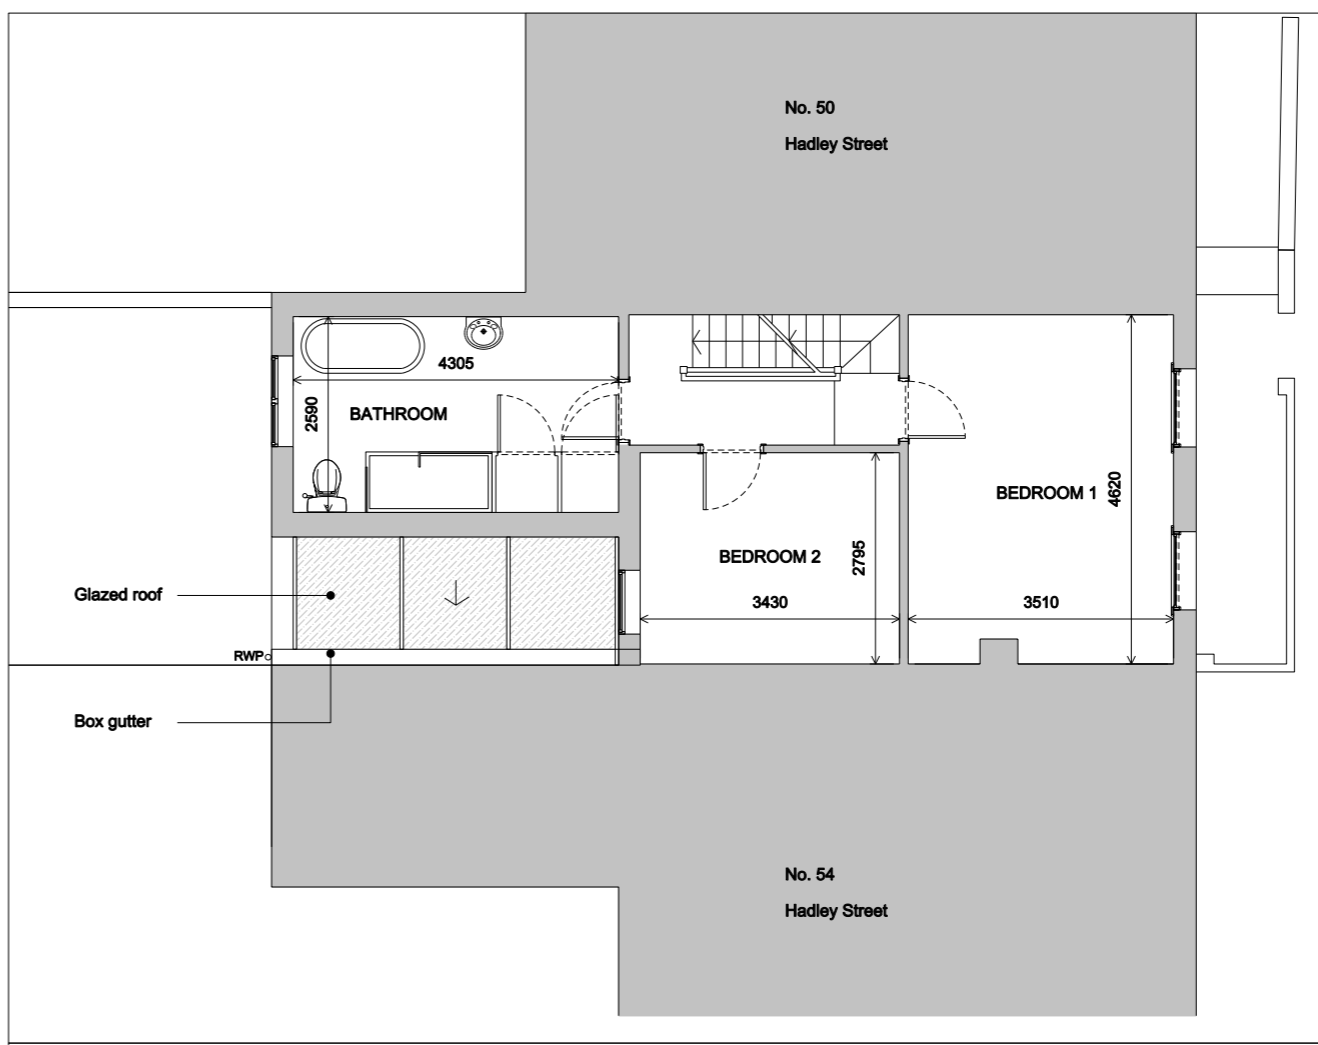 No. 50
Hadley Street
4305
2590
BATHROOM
BEDROOM 1
4620
BEDROOM 2
2795
3430
3510
Glazed roof
RWP
Box gutter
No. 54
Hadley Street